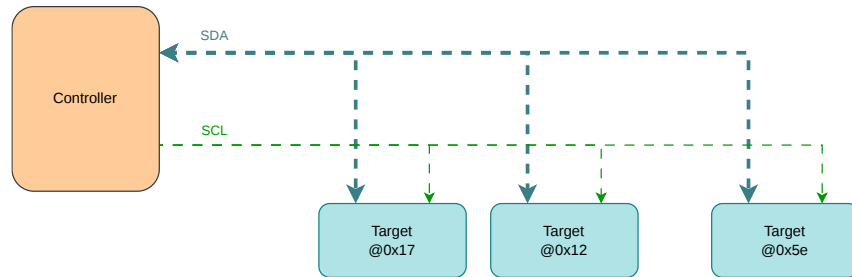 SDA
Controller
SCL
Target
@0x17
Target
@0x12
Target
@0x5e